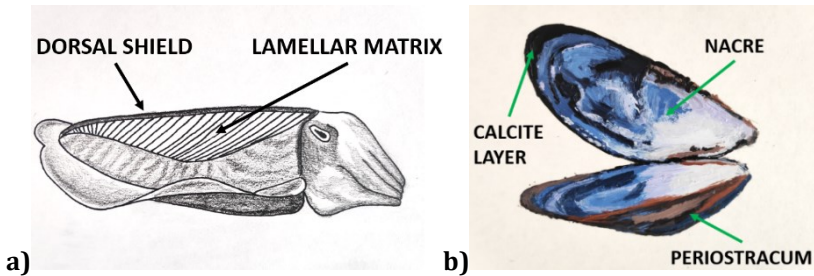 DORSAL SHIELD
LAMELLAR MATRIX
a)
NACRE
CALCITE
LAYER
PERIOSTRACUM
b)